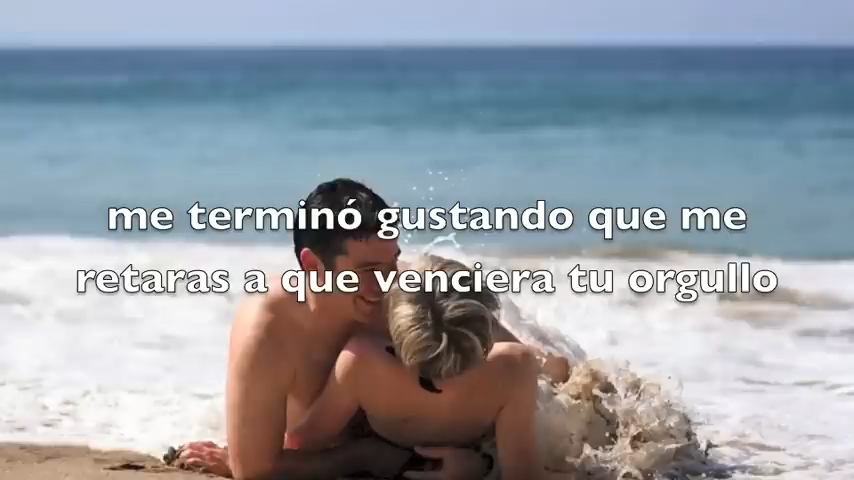 me terminó gustando que me
retaras a que venciera tu orgullo